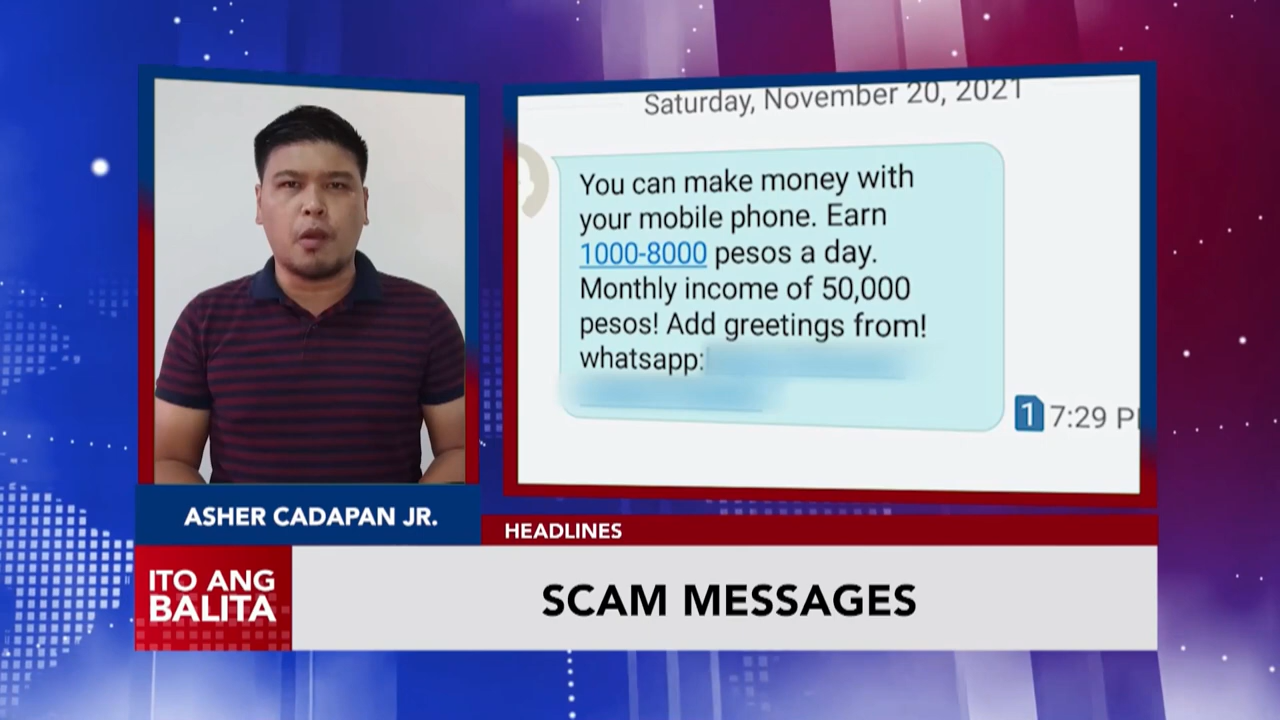 Saturday, November 20, 2021
You can make money with
your mobile phone. Earn
1000-8000 pesos a day.
Monthly income of 50,000
pesos! Add greetings from!
whatsapp:
1 7:29 P
ASHER CADAPAN JR.
HEADLINES
ITO ANG
BALITA
SCAM MESSAGES